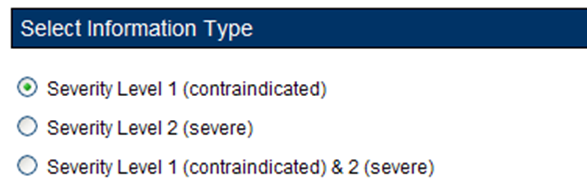 Select Information Type
Severity Level 1 (contraindicated)
Severity Level 2 (severe)
Severity Level 1 (contraindicated) & 2 (severe)